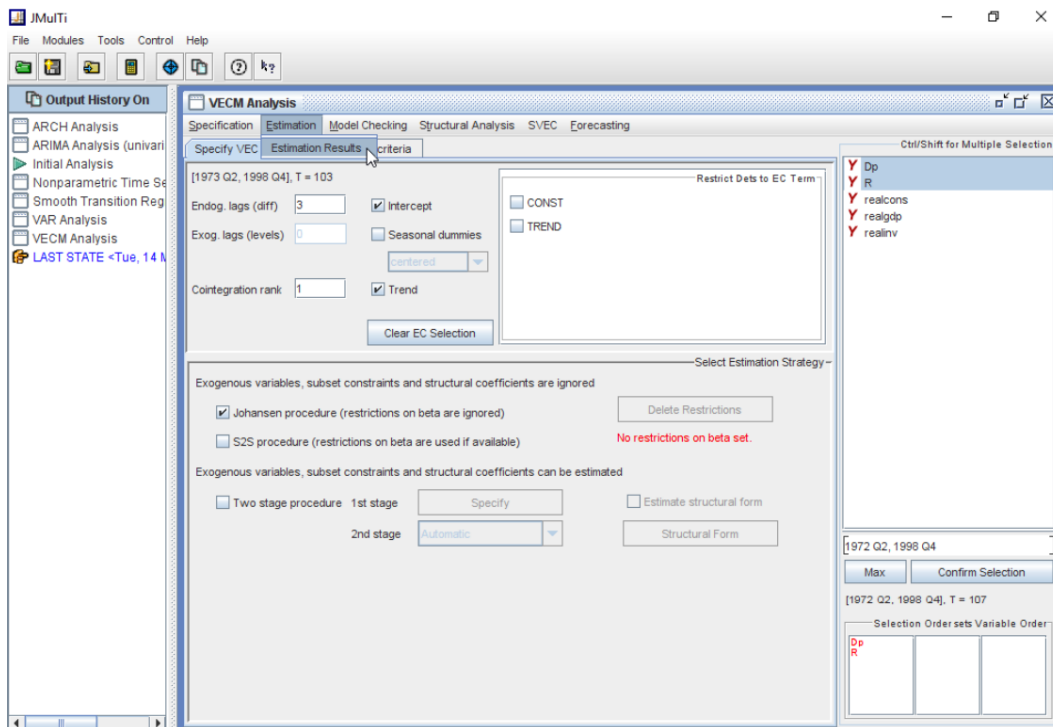 JMulTi
File Modules Tools Control Help
Output History On
ARCH Analysis
ARIMA Analysis (univari
Initial Analysis
Nonparametric Time Se
Smooth Transition Reg
VAR Analysis
VECM Analysis
LAST STATE <Tue, 14 M
VECM Analysis
Specification Estimation Model Checking Structural Analysis SVEC Forecasting
Specify VEC Estimation Results criteria
[1973 Q2, 1998 Q4], T = 103
Endog. lags (diff) 3 Intercept
Exog. lags (levels) 0 Seasonal dummies
centered
Cointegration rank 1 Trend
Clear EC Selection
Restrict Dets to EC Term
CONST
TREND
Select Estimation Strategy
Exogenous variables, subset constraints and structural coefficients are ignored
Johansen procedure (restrictions on beta are ignored) Delete Restrictions
S2S procedure (restrictions on beta are used if available) No restrictions on beta set.
Exogenous variables, subset constraints and structural coefficients can be estimated
Two stage procedure 1st stage Specify Estimate structural form
2nd stage Automatic Structural Form
Ctrl/Shift for Multiple Selection
Y Dp
Y R
Y realcons
Y realgdp
Y realinv
[1972 Q2, 1998 Q4]
Max Confirm Selection
[1972 Q2, 1998 Q4], T = 107
Selection Order sets Variable Order
Dp
R